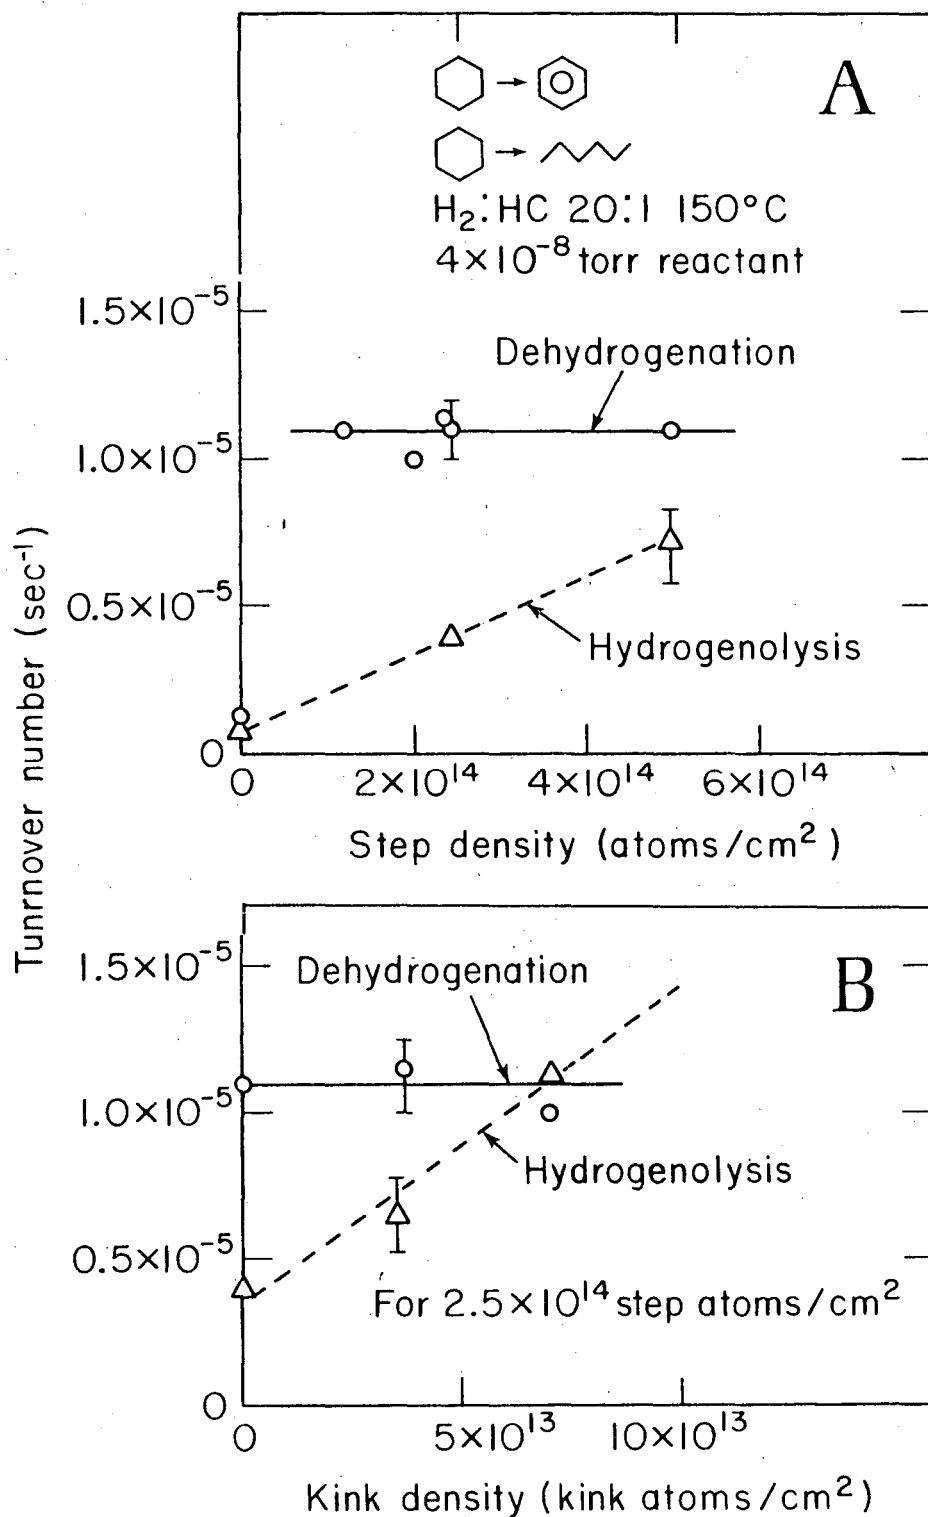 A
H₂:HC 20:1 150°C
4×10⁻⁸ torr reactant
1.5×10⁻⁵
Dehydrogenation
1.0×10⁻⁵
0.5×10⁻⁵
Hydrogenolysis
0
0 2×10¹⁴ 4×10¹⁴ 6×10¹⁴
Step density (atoms/cm²)
Tunrnover number (sec⁻¹)
B
1.5×10⁻⁵
Dehydrogenation
1.0×10⁻⁵
Hydrogenolysis
0.5×10⁻⁵
For 2.5×10¹⁴ step atoms/cm²
0
0 5×10¹³ 10×10¹³
Kink density (kink atoms/cm²)